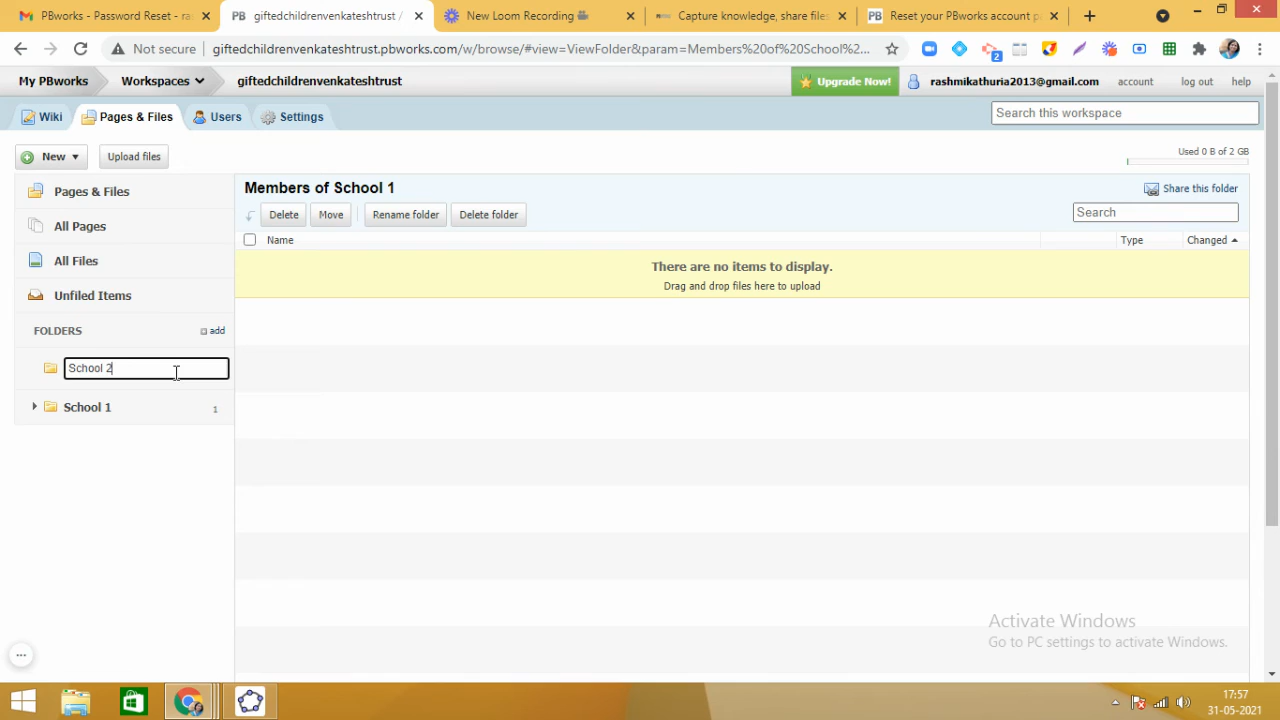 PBworks - Password Reset - ra
giftedchildrenvenkateshtrust /
New Loom Recording
Capture knowledge, share files
Reset your PBworks account p
Not secure
giftedchildrenvenkateshtrust.pbworks.com/w/browse/#view=ViewFolder&param=Members%20of%20School%2...
2
My PBworks
Workspaces
giftedchildrenvenkateshtrust
Upgrade Now!
rashmikathuria2013@gmail.com
account
log out
help
Wiki
Pages & Files
Users
Settings
Search this workspace
New
Upload files
Used 0 B of 2 GB
Pages & Files
All Pages
All Files
Unfiled Items
FOLDERS
add
School 2
School 1
1
Members of School 1
Share this folder
Delete
Move
Rename folder
Delete folder
Search
Name
Type
Changed
There are no items to display.
Drag and drop files here to upload
Activate Windows
Go to PC settings to activate Windows.
17:57
31-05-2021